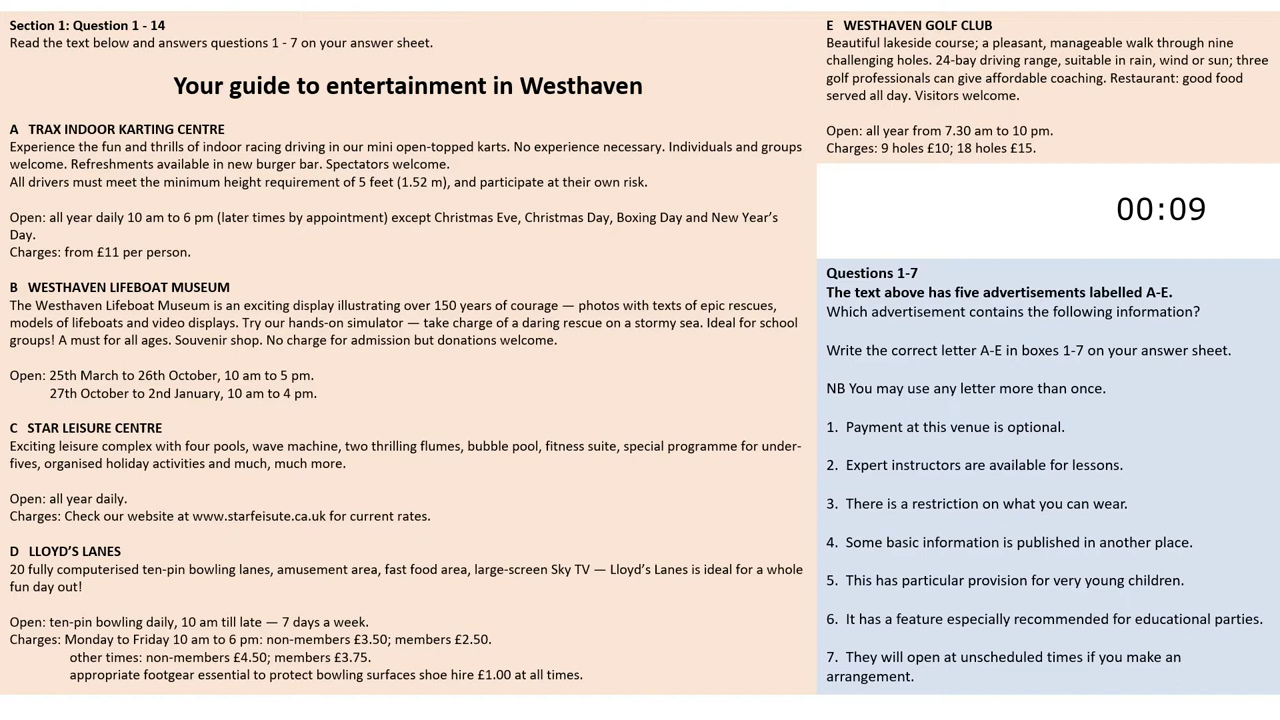 Section 1: Question 1 - 14
Read the text below and answers questions 1 - 7 on your answer sheet.
Your guide to entertainment in Westhaven
A TRAX INDOOR KARTING CENTRE
Experience the fun and thrills of indoor racing driving in our mini open-topped karts. No experience necessary. Individuals and groups
welcome. Refreshments available in new burger bar. Spectators welcome.
All drivers must meet the minimum height requirement of 5 feet (1.52 m), and participate at their own risk.
Open: all year daily 10 am to 6 pm (later times by appointment) except Christmas Eve, Christmas Day, Boxing Day and New Year's
Day.
Charges: from £11 per person.
B WESTHAVEN LIFEBOAT MUSEUM
The Westhaven Lifeboat Museum is an exciting display illustrating over 150 years of courage — photos with texts of epic rescues,
models of lifeboats and video displays. Try our hands-on simulator — take charge of a daring rescue on a stormy sea. Ideal for school
groups! A must for all ages. Souvenir shop. No charge for admission but donations welcome.
Open: 25th March to 26th October, 10 am to 5 pm.
27th October to 2nd January, 10 am to 4 pm.
C STAR LEISURE CENTRE
Exciting leisure complex with four pools, wave machine, two thrilling flumes, bubble pool, fitness suite, special programme for under-
fives, organised holiday activities and much, much more.
Open: all year daily.
Charges: Check our website at www.starfeisute.ca.uk for current rates.
D LLOYD'S LANES
20 fully computerised ten-pin bowling lanes, amusement area, fast food area, large-screen Sky TV — Lloyd's Lanes is ideal for a whole
fun day out!
Open: ten-pin bowling daily, 10 am till late — 7 days a week.
Charges: Monday to Friday 10 am to 6 pm: non-members £3.50; members £2.50.
other times: non-members £4.50; members £3.75.
appropriate footgear essential to protect bowling surfaces shoe hire £1.00 at all times.
E WESTHAVEN GOLF CLUB
Beautiful lakeside course; a pleasant, manageable walk through nine
challenging holes. 24-bay driving range, suitable in rain, wind or sun; three
golf professionals can give affordable coaching. Restaurant: good food
served all day. Visitors welcome.
Open: all year from 7.30 am to 10 pm.
Charges: 9 holes £10; 18 holes £15.
00:09
Questions 1-7
The text above has five advertisements labelled A-E.
Which advertisement contains the following information?
Write the correct letter A-E in boxes 1-7 on your answer sheet.
NB You may use any letter more than once.
1. Payment at this venue is optional.
2. Expert instructors are available for lessons.
3. There is a restriction on what you can wear.
4. Some basic information is published in another place.
5. This has particular provision for very young children.
6. It has a feature especially recommended for educational parties.
7. They will open at unscheduled times if you make an
arrangement.